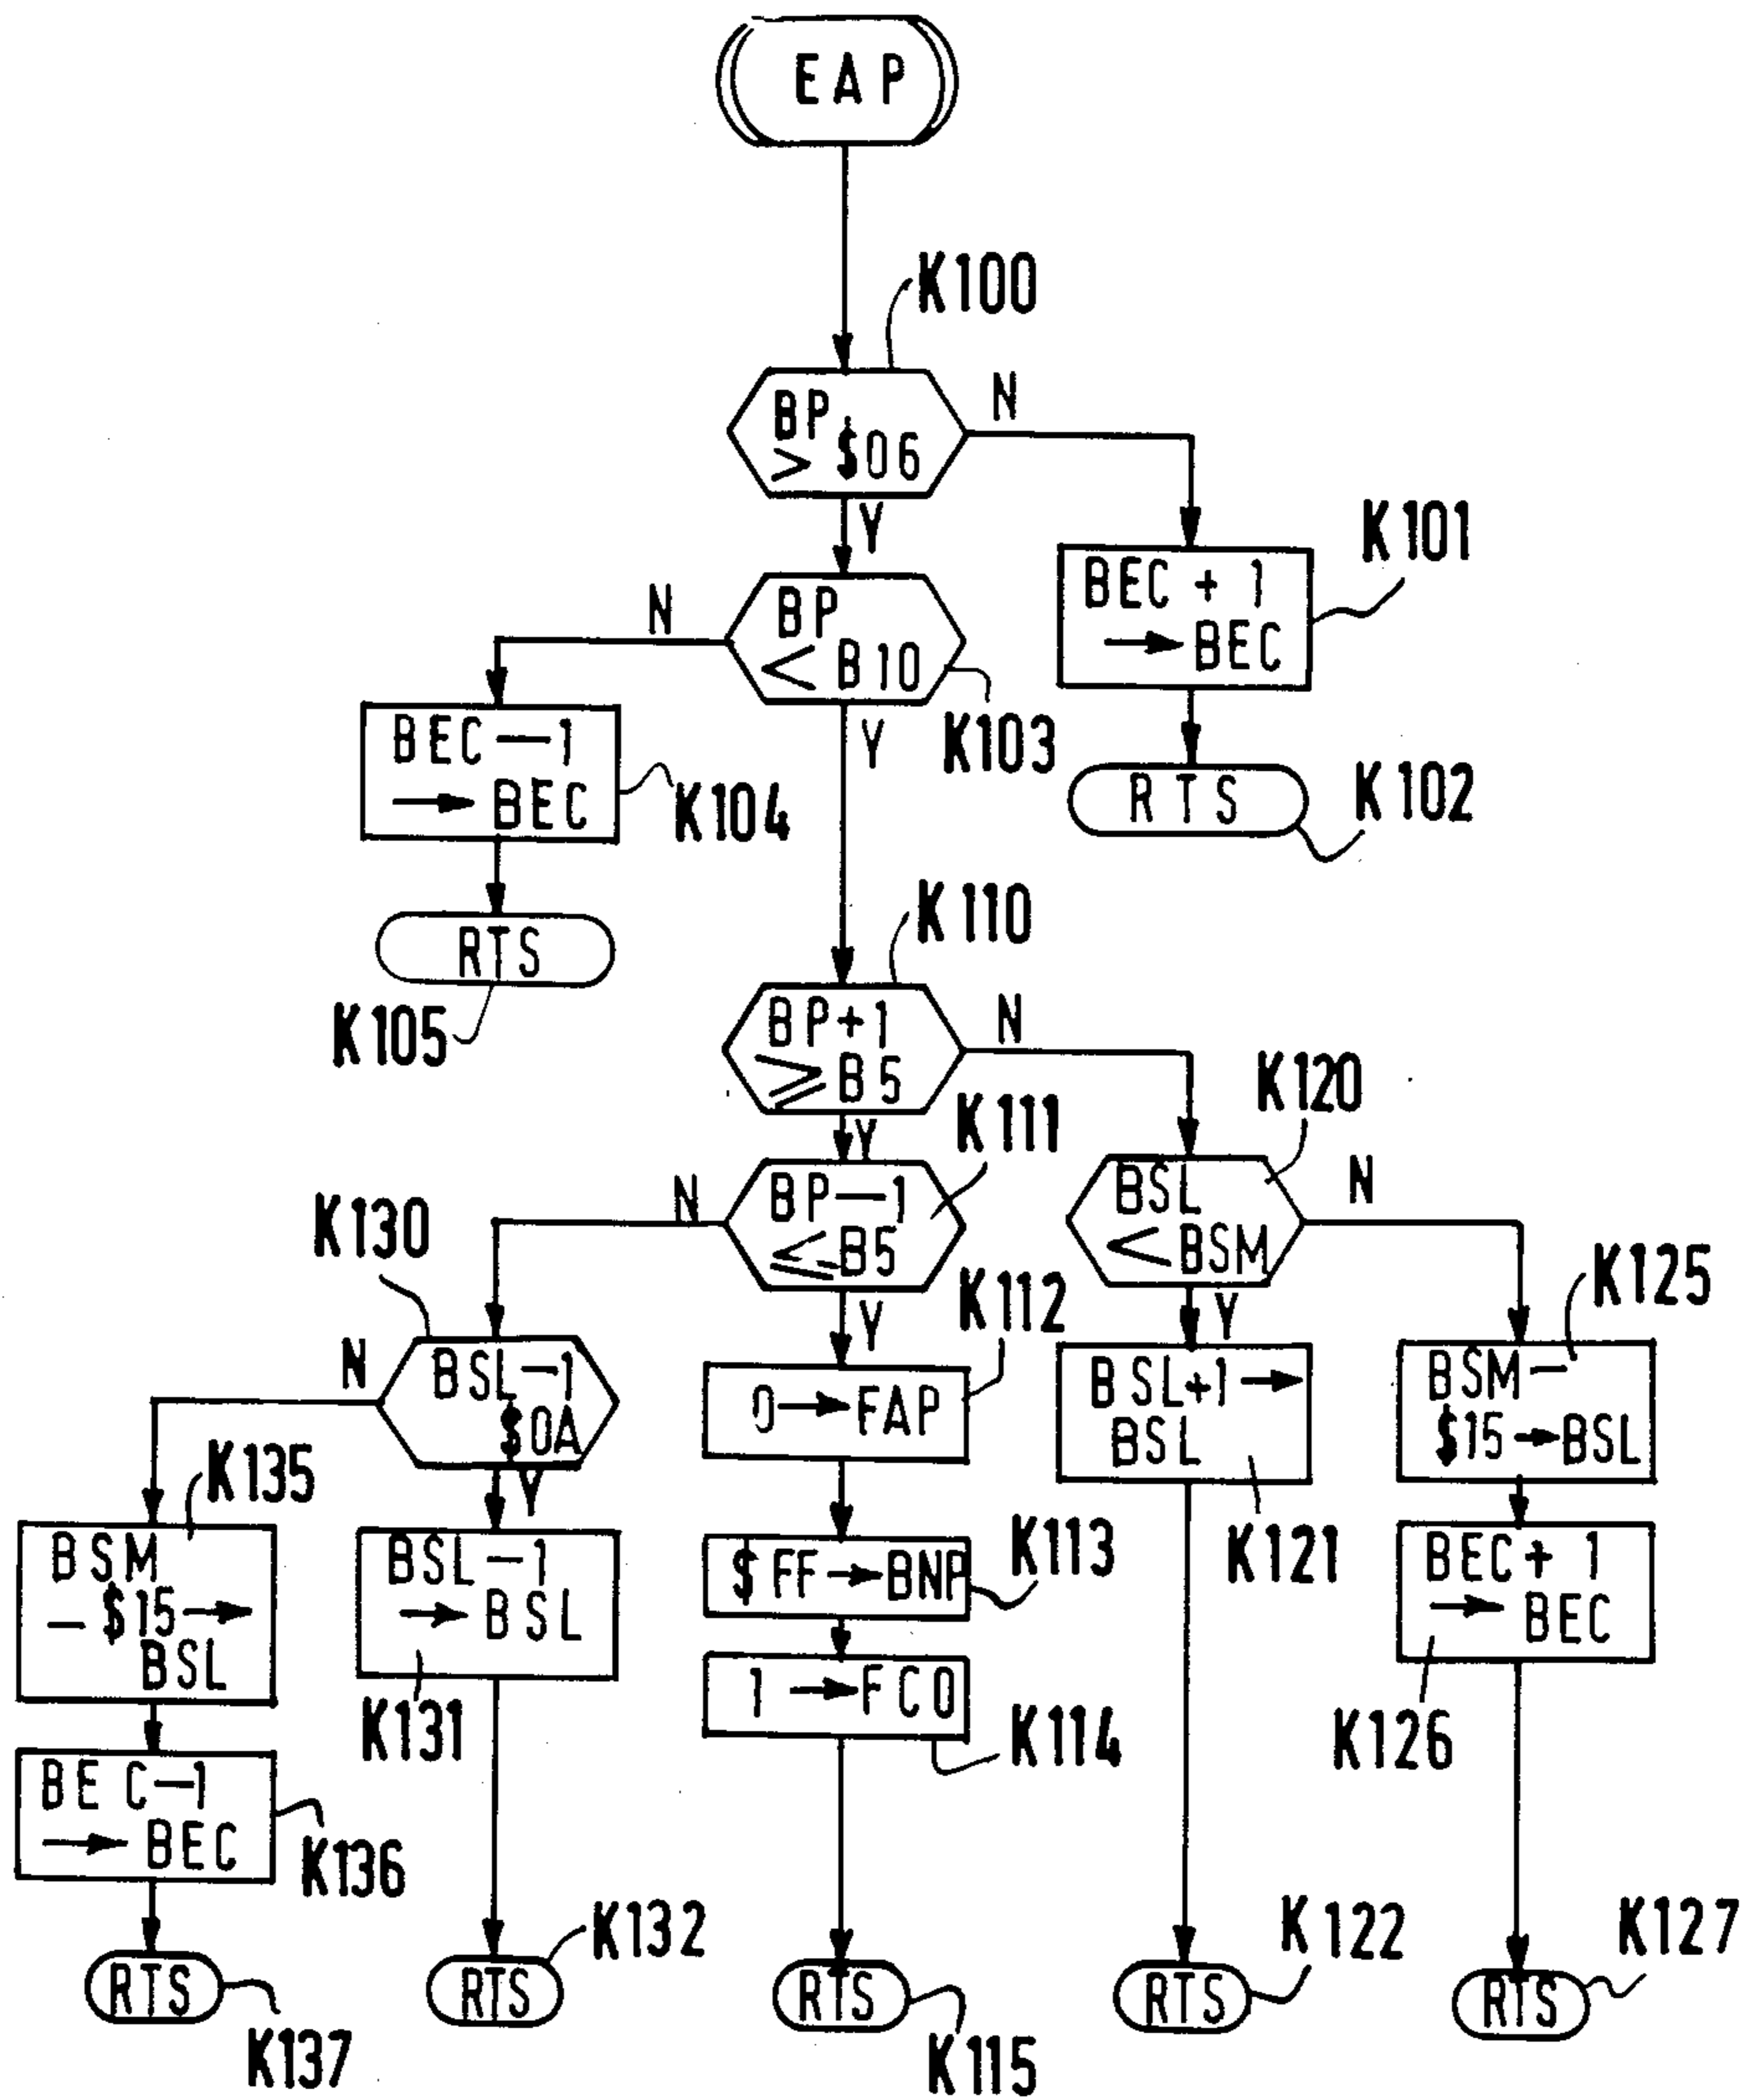 EAP
K100
BP
> $06
N
Y
K101
BEC + 1
→ BEC
N
BP
< B10
K103
Y
K102
RTS
BEC — 1
→ BEC
K104
RTS
K105
K110
BP+1
≥ B5
N
Y
K111
K120
N
BP—1
≤ B5
Y
BSL
< BSM
N
Y
K130
K112
K125
N
BSL—1
$0A
Y
0 → FAP
BSL+1 →
BSL
BSM —
$15 → BSL
K135
K121
BSM
— $15 →
BSL
BSL —1
→ BSL
K131
$FF → BNP
K113
BEC + 1
→ BEC
K126
1 → FCO
K114
BEC—1
→ BEC
K136
K132
K122
K127
RTS
RTS
RTS
RTS
RTS
K137
K115